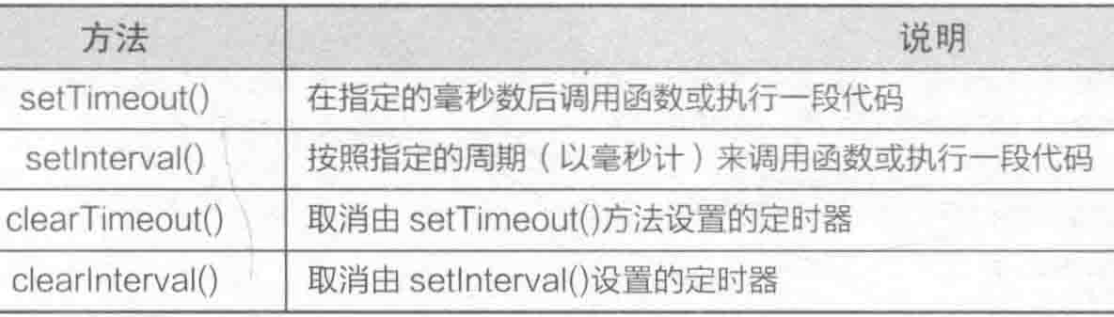 方法 说明
setTimeout() 在指定的毫秒数后调用函数或执行一段代码
setInterval() 按照指定的周期（以毫秒计）来调用函数或执行一段代码
clearTimeout() 取消由 setTimeout()方法设置的定时器
clearInterval() 取消由 setInterval()设置的定时器